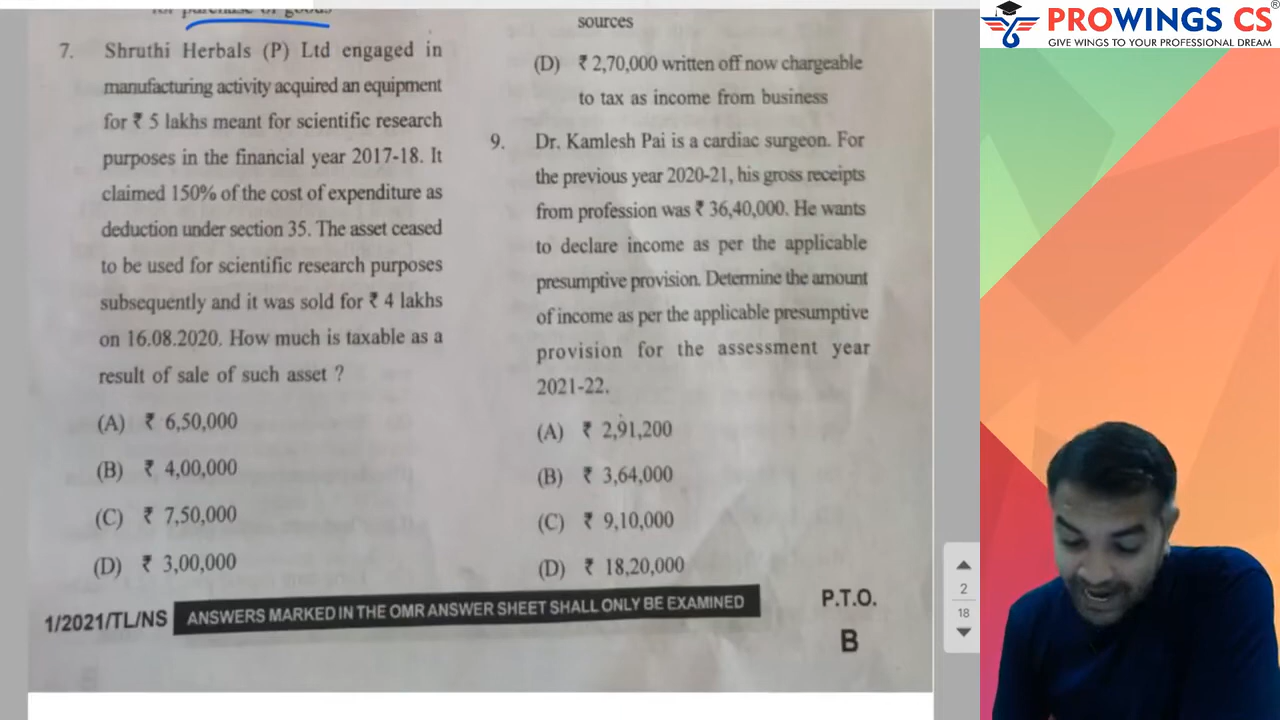 for purchase of goods
7. Shruthi Herbals (P) Ltd engaged in
manufacturing activity acquired an equipment
for ₹ 5 lakhs meant for scientific research
purposes in the financial year 2017-18. It
claimed 150% of the cost of expenditure as
deduction under section 35. The asset ceased
to be used for scientific research purposes
subsequently and it was sold for ₹ 4 lakhs
on 16.08.2020. How much is taxable as a
result of sale of such asset ?
(A) ₹ 6,50,000
(B) ₹ 4,00,000
(C) ₹ 7,50,000
(D) ₹ 3,00,000
sources
(D) ₹ 2,70,000 written off now chargeable
to tax as income from business
9. Dr. Kamlesh Pai is a cardiac surgeon. For
the previous year 2020-21, his gross receipts
from profession was ₹ 36,40,000. He wants
to declare income as per the applicable
presumptive provision. Determine the amount
of income as per the applicable presumptive
provision for the assessment year
2021-22.
(A) ₹ 2,91,200
(B) ₹ 3,64,000
(C) ₹ 9,10,000
(D) ₹ 18,20,000
1/2021/TL/NS ANSWERS MARKED IN THE OMR ANSWER SHEET SHALL ONLY BE EXAMINED P.T.O.
B
PROWINGS CS®
GIVE WINGS TO YOUR PROFESSIONAL DREAM
2
18